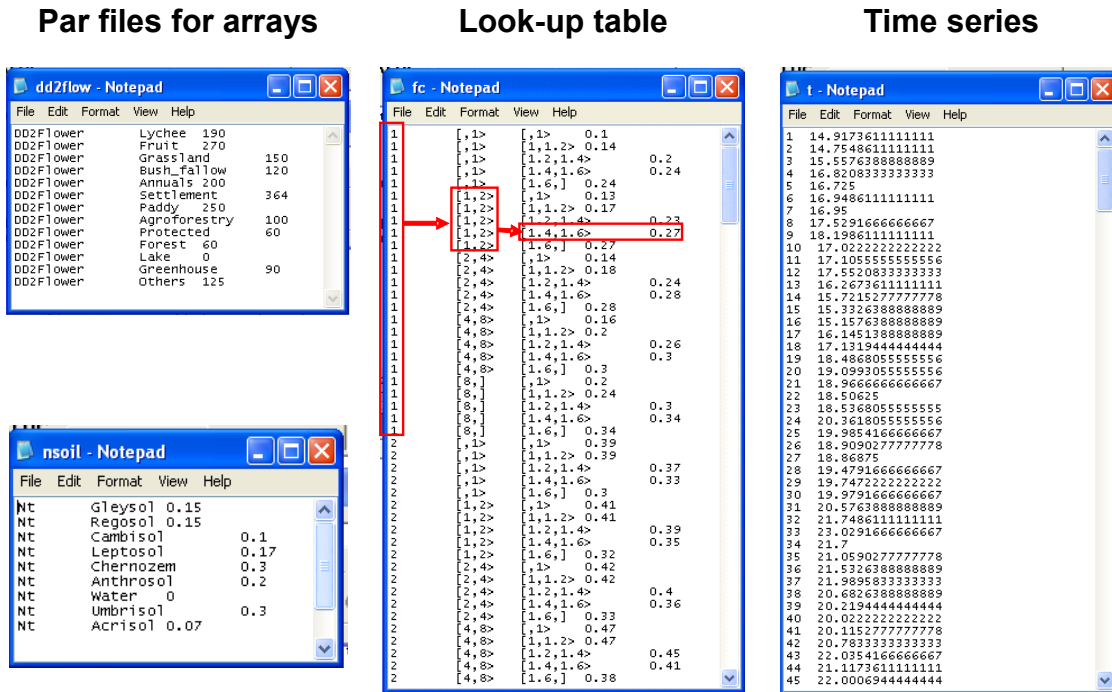 Par files for arrays
Look-up table
Time series
dd2flow - Notepad
File Edit Format View Help
DD2Flower Lychee 190
DD2Flower Fruit 270
DD2Flower Grassland 150
DD2Flower Bush_fallow 120
DD2Flower Annuals 200
DD2Flower Settlement 364
DD2Flower Paddy 250
DD2Flower Agroforestry 100
DD2Flower Protected 60
DD2Flower Forest 60
DD2Flower Lake 0
DD2Flower Greenhouse 90
DD2Flower Others 125
nsoil - Notepad
File Edit Format View Help
Nt Gleysol 0.15
Nt Regosol 0.15
Nt Cambisol 0.1
Nt Leptosol 0.17
Nt Chernozem 0.3
Nt Anthrosol 0.2
Nt Water 0
Nt Umbrisol 0.3
Nt Acrisol 0.07
fc - Notepad
File Edit Format View Help
1 [,1> [,1> 0.1
1 [,1> [1,1.2> 0.14
1 [,1> [1.2,1.4> 0.2
1 [,1> [1.4,1.6> 0.24
1 [,1> [1.6,] 0.24
1 [1,2> [,1> 0.13
1 [1,2> [1,1.2> 0.17
1 [1,2> [1.2,1.4> 0.23
1 [1,2> [1.4,1.6> 0.27
1 [1,2> [1.6,] 0.27
1 [2,4> [,1> 0.14
1 [2,4> [1,1.2> 0.18
1 [2,4> [1.2,1.4> 0.24
1 [2,4> [1.4,1.6> 0.28
1 [2,4> [1.6,] 0.28
1 [4,8> [,1> 0.16
1 [4,8> [1,1.2> 0.2
1 [4,8> [1.2,1.4> 0.26
1 [4,8> [1.4,1.6> 0.3
1 [4,8> [1.6,] 0.3
1 [8,] [,1> 0.2
1 [8,] [1,1.2> 0.24
1 [8,] [1.2,1.4> 0.3
1 [8,] [1.4,1.6> 0.34
1 [8,] [1.6,] 0.34
2 [,1> [,1> 0.39
2 [,1> [1,1.2> 0.39
2 [,1> [1.2,1.4> 0.37
2 [,1> [1.4,1.6> 0.33
2 [,1> [1.6,] 0.3
2 [1,2> [,1> 0.41
2 [1,2> [1,1.2> 0.41
2 [1,2> [1.2,1.4> 0.39
2 [1,2> [1.4,1.6> 0.35
2 [1,2> [1.6,] 0.32
2 [2,4> [,1> 0.42
2 [2,4> [1,1.2> 0.42
2 [2,4> [1.2,1.4> 0.4
2 [2,4> [1.4,1.6> 0.36
2 [2,4> [1.6,] 0.33
2 [4,8> [,1> 0.47
2 [4,8> [1,1.2> 0.47
2 [4,8> [1.2,1.4> 0.45
2 [4,8> [1.4,1.6> 0.41
2 [4,8> [1.6,] 0.38
t - Notepad
File Edit Format View Help
1 14.9173611111111
2 14.7548611111111
3 15.5576388888889
4 16.8208333333333
5 16.725
6 16.9486111111111
7 16.95
8 17.5291666666667
9 18.1986111111111
10 17.0222222222222
11 17.1055555555556
12 17.5520833333333
13 16.2673611111111
14 15.7215277777778
15 15.3326388888889
16 15.1576388888889
17 16.1451388888889
18 17.1319444444444
19 18.4868055555556
20 19.0993055555556
21 18.9666666666667
22 18.50625
23 18.5368055555555
24 20.3618055555556
25 19.9854166666667
26 18.9090277777778
27 18.86875
28 19.4791666666667
29 19.7472222222222
30 19.9791666666667
31 20.5763888888889
32 21.7486111111111
33 23.0291666666667
34 21.7
35 21.0590277777778
36 21.5326388888889
37 21.9895833333333
38 20.6826388888889
39 20.2194444444444
40 20.0222222222222
41 20.1152777777778
42 20.7833333333333
43 22.0354166666667
44 21.1173611111111
45 22.0006944444444